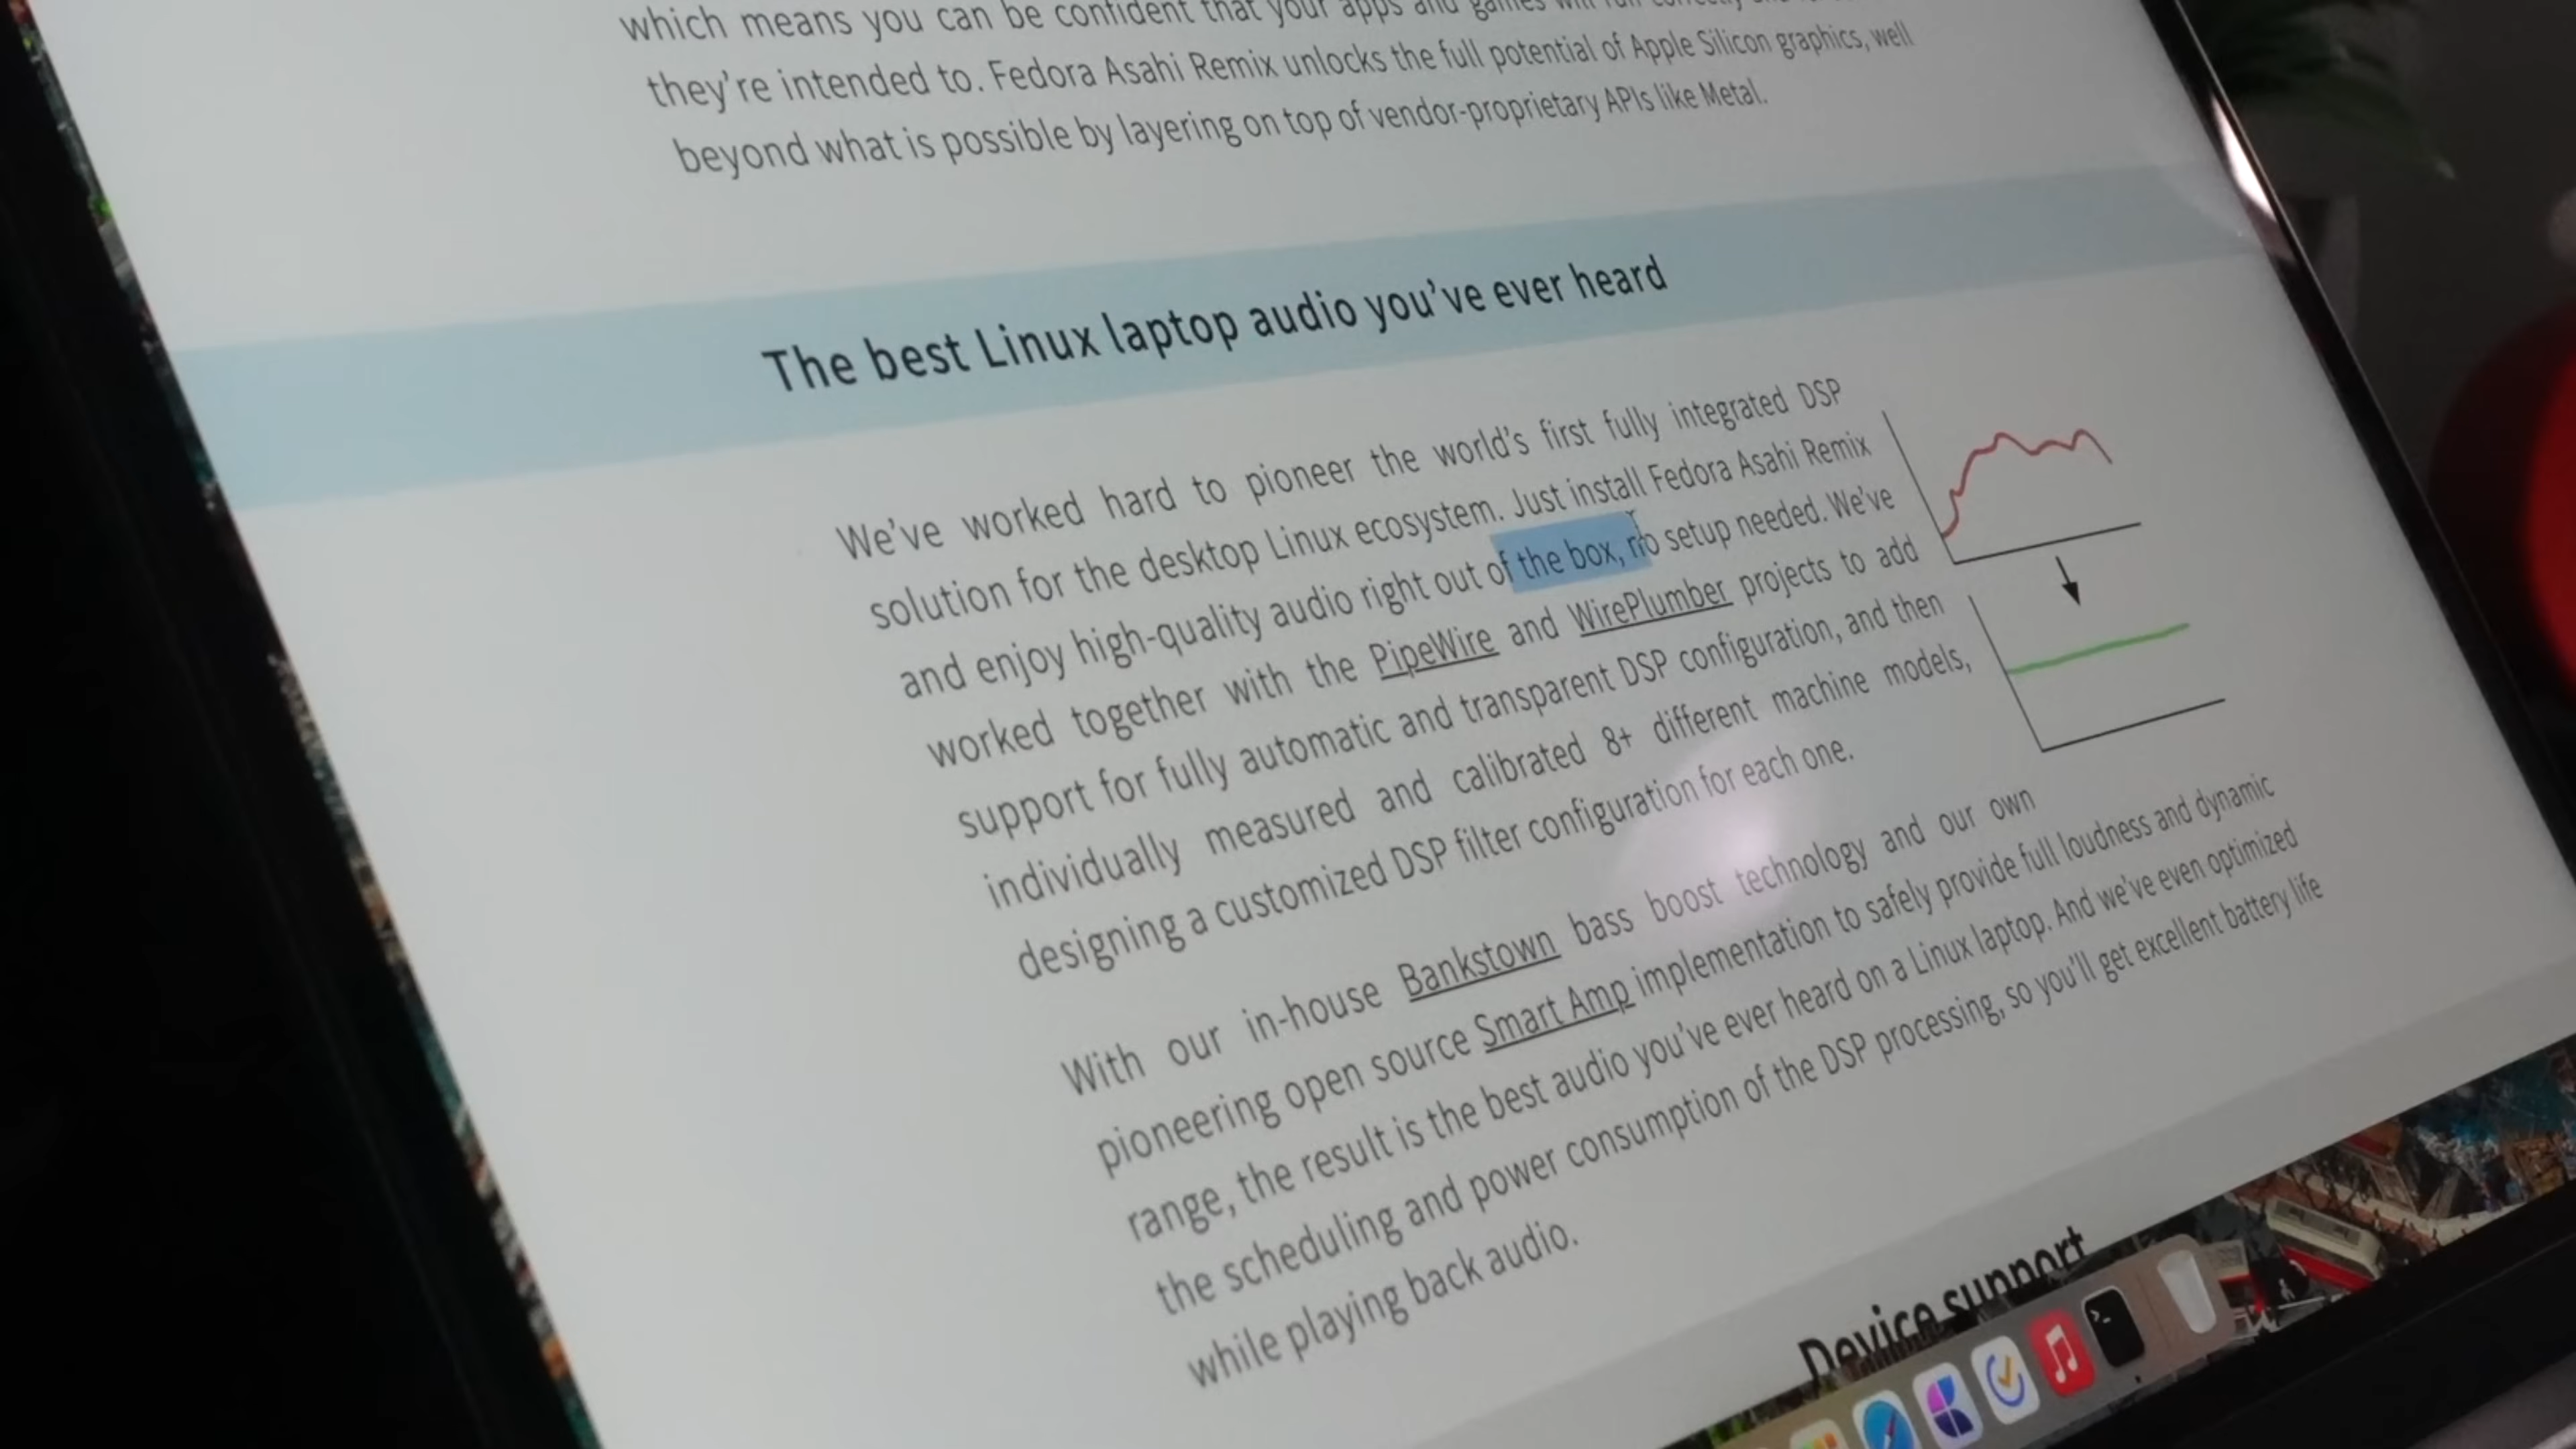 which means you can be confident that your apps and games will run correctly
they're intended to. Fedora Asahi Remix unlocks the full potential of Apple Silicon graphics, well
beyond what is possible by layering on top of vendor-proprietary APIs like Metal.
The best Linux laptop audio you've ever heard
We've worked hard to pioneer the world's first fully integrated DSP
solution for the desktop Linux ecosystem. Just install Fedora Asahi Remix
and enjoy high-quality audio right out of the box, no setup needed. We've
worked together with the PipeWire and WirePlumber projects to add
support for fully automatic and transparent DSP configuration, and then
individually measured and calibrated 8+ different machine models,
designing a customized DSP filter configuration for each one.
With our in-house Bankstown bass boost technology and our own
pioneering open source Smart Amp implementation to safely provide full loudness and dynamic
range, the result is the best audio you've ever heard on a Linux laptop. And we've even optimized
the scheduling and power consumption of the DSP processing, so you'll get excellent battery life
while playing back audio.
Device support